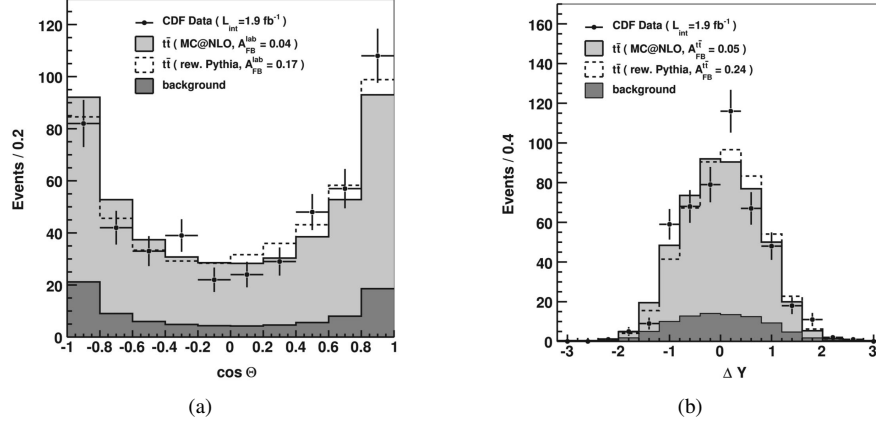 CDF Data ( L_int=1.9 fb⁻¹)
tt̄ ( MC@NLO, A_FB^lab = 0.04)
tt̄ ( rew. Pythia, A_FB^lab = 0.17)
background
Events / 0.2
120
100
80
60
40
20
0
-1 -0.8 -0.6 -0.4 -0.2 0 0.2 0.4 0.6 0.8 1
cos Θ
(a)
CDF Data ( L_int=1.9 fb⁻¹)
tt̄ ( MC@NLO, A_FB^tt̄ = 0.05)
tt̄ ( rew. Pythia, A_FB^tt̄ = 0.24)
background
Events / 0.4
160
140
120
100
80
60
40
20
0
-3 -2 -1 0 1 2 3
Δ Y
(b)